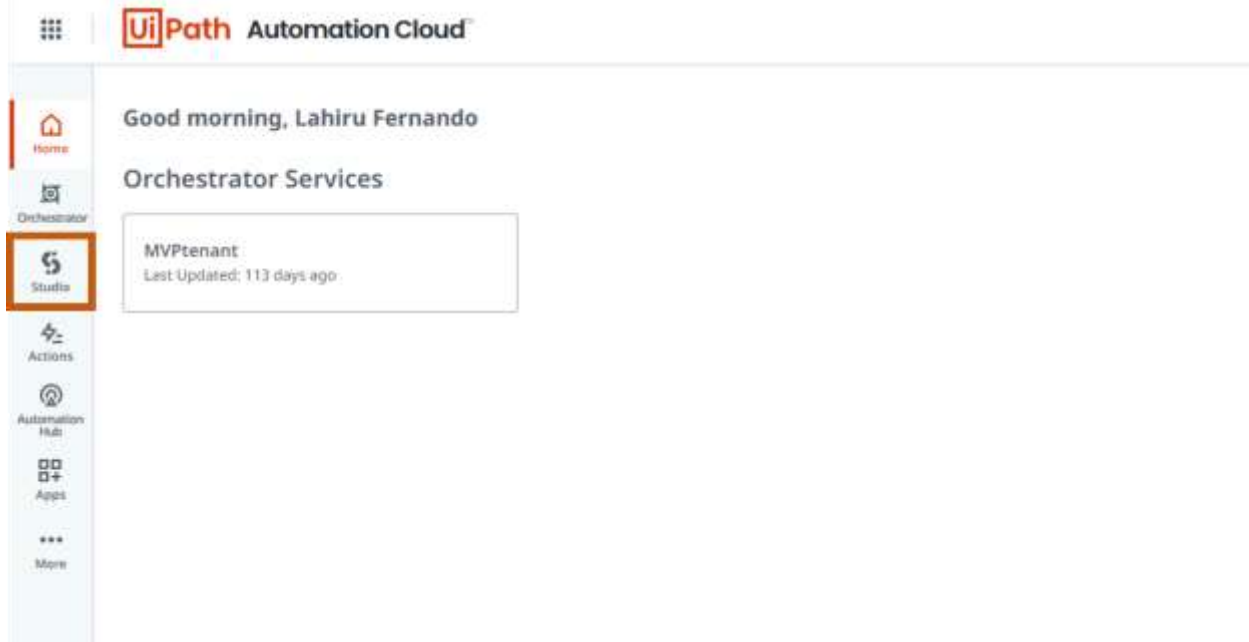 UiPath Automation Cloud™
Good morning, Lahiru Fernando
Home
Orchestrator Services
Orchestrator
MVPtenant
Last Updated: 113 days ago
Studio
Actions
Automation
Hub
Apps
More